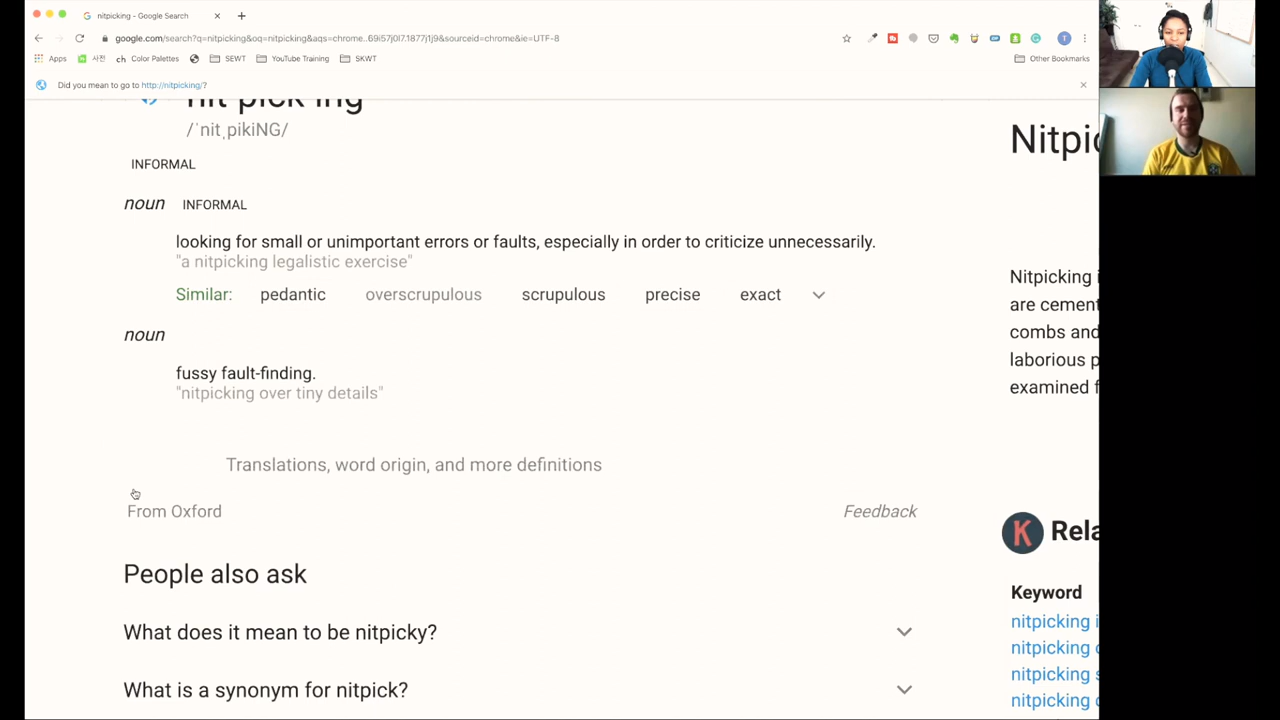 nitpicking - Google Search
google.com/search?q=nitpicking&oq=nitpicking&aqs=chrome..69i57j0l7.1877j1j9&sourceid=chrome&ie=UTF-8
Apps 사전 Color Palettes SEWT YouTube Training SKWT Other Bookmarks
Did you mean to go to http://nitpicking/?
nit·pick·ing
/ˈnitˌpikiNG/
INFORMAL
noun INFORMAL
looking for small or unimportant errors or faults, especially in order to criticize unnecessarily.
"a nitpicking legalistic exercise"
Similar: pedantic overscrupulous scrupulous precise exact
noun
fussy fault-finding.
"nitpicking over tiny details"
Translations, word origin, and more definitions
From Oxford
Feedback
People also ask
What does it mean to be nitpicky?
What is a synonym for nitpick?
Nitpic
Nitpicking i
are cement
combs and
laborious p
examined f
K Rela
Keyword
nitpicking i
nitpicking
nitpicking s
nitpicking